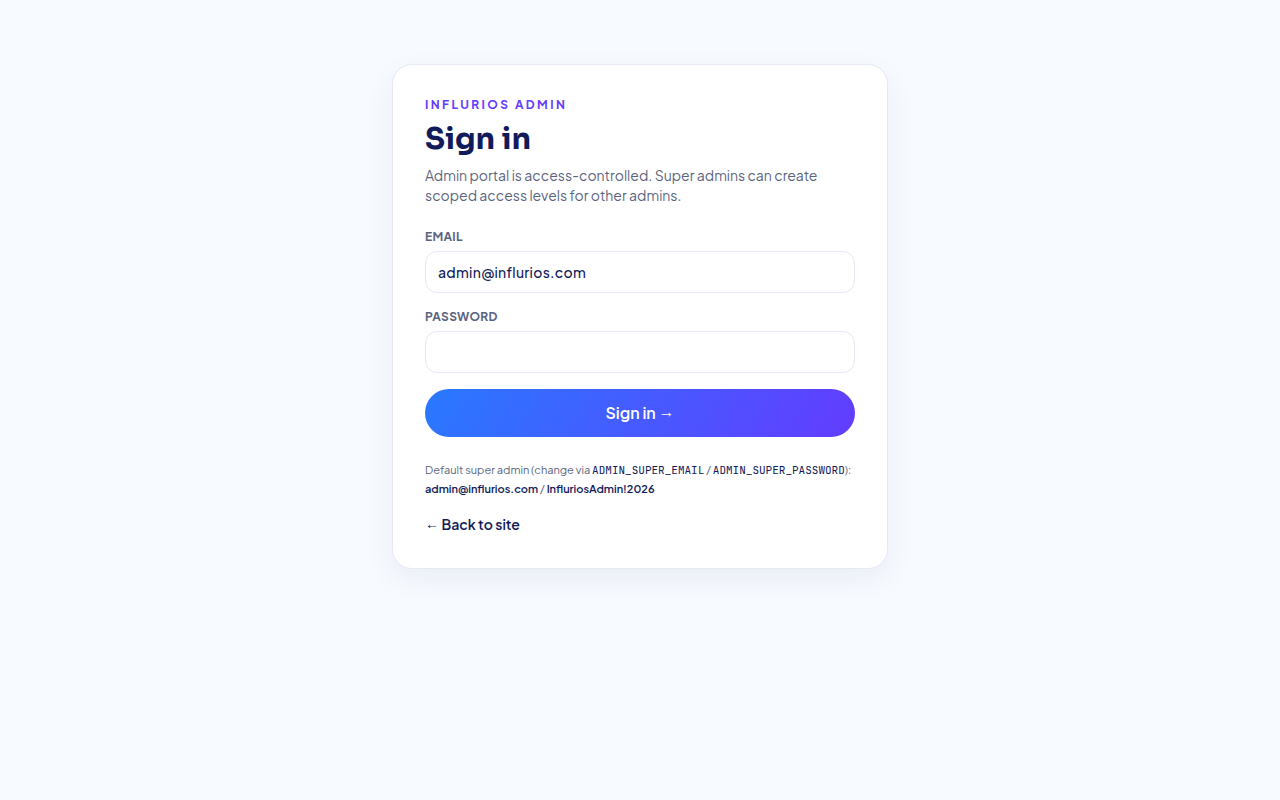 INFLURIOS ADMIN
Sign in
Admin portal is access-controlled. Super admins can create
scoped access levels for other admins.
EMAIL
admin@influrios.com
PASSWORD
Sign in →
Default super admin (change via ADMIN_SUPER_EMAIL / ADMIN_SUPER_PASSWORD):
admin@influrios.com / InfluriosAdmin!2026
← Back to site